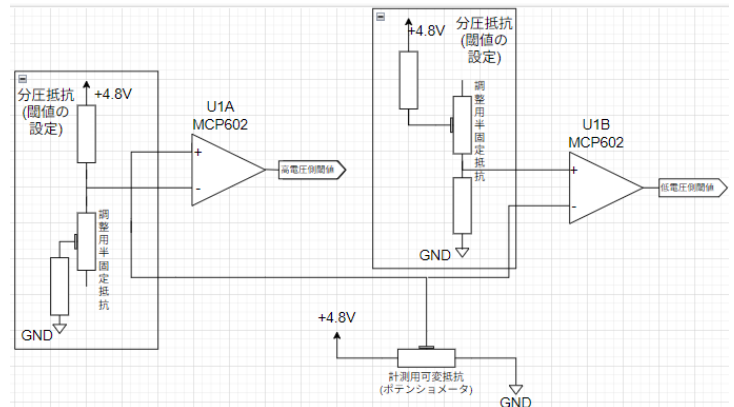 分圧抵抗
(閾値の
設定)
+4.8V
調整用半固定抵抗
GND
U1A
MCP602
+
-
高電圧側閾値
分圧抵抗
(閾値の
設定)
+4.8V
調整用半固定抵抗
GND
U1B
MCP602
+
-
低電圧側閾値
+4.8V
計測用可変抵抗
(ポテンショメータ)
GND